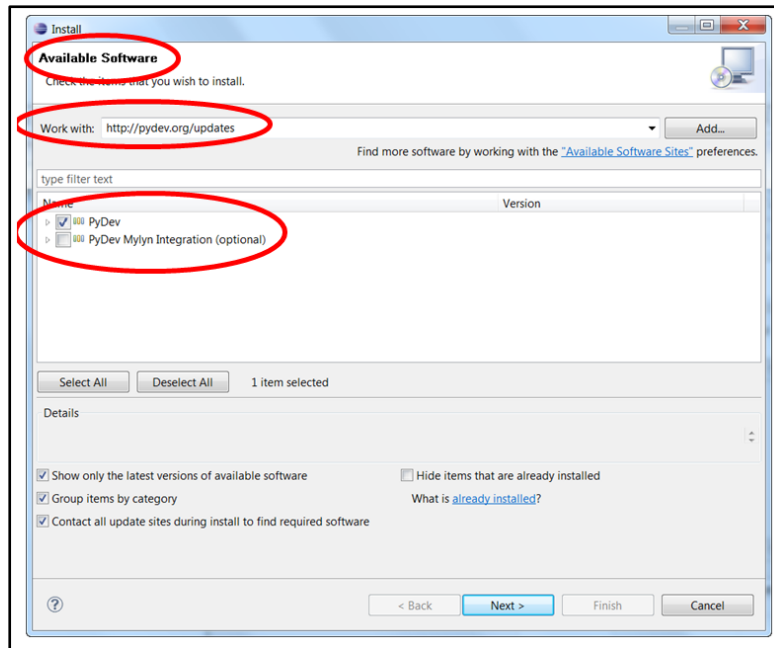 Install
Available Software
Check the items that you wish to install.
Work with: http://pydev.org/updates Add...
Find more software by working with the "Available Software Sites" preferences.
type filter text
Name Version
PyDev
PyDev Mylyn Integration (optional)
Select All Deselect All 1 item selected
Details
Show only the latest versions of available software Hide items that are already installed
Group items by category What is already installed?
Contact all update sites during install to find required software
? < Back Next > Finish Cancel